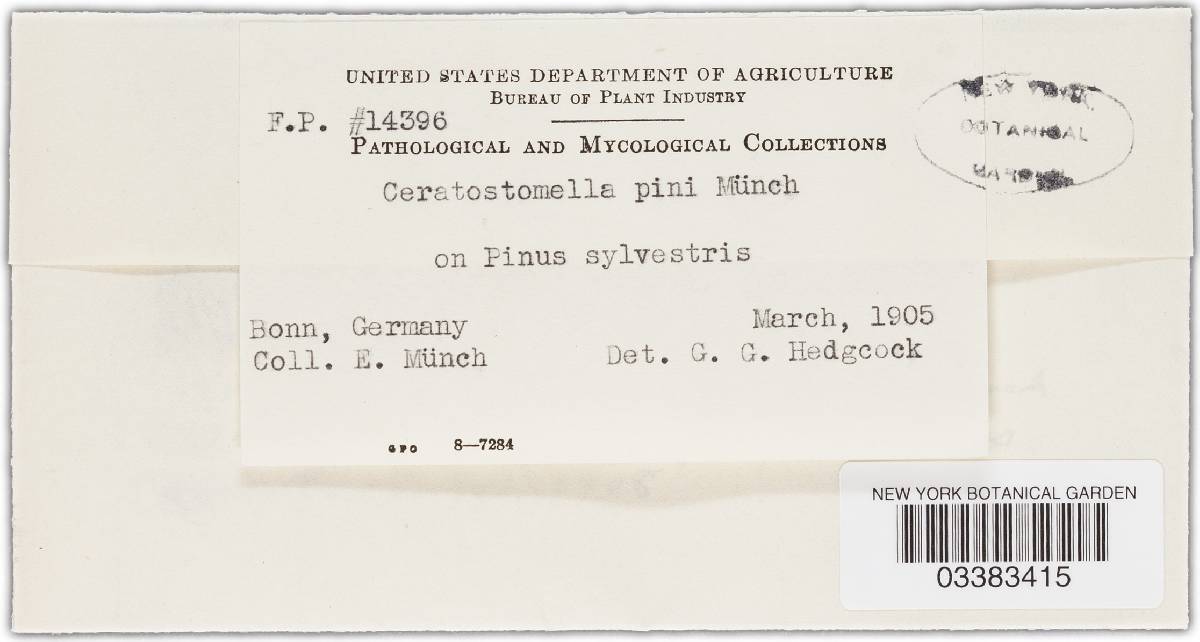 UNITED STATES DEPARTMENT OF AGRICULTURE
BUREAU OF PLANT INDUSTRY
F.P. #14396
PATHOLOGICAL AND MYCOLOGICAL COLLECTIONS
NEW YORK
BOTANICAL
GARDEN
Ceratostomella pini Münch
on Pinus sylvestris
Bonn, Germany March, 1905
Coll. E. Münch Det. G. G. Hedgcock
GPO 8—7284
NEW YORK BOTANICAL GARDEN
03383415